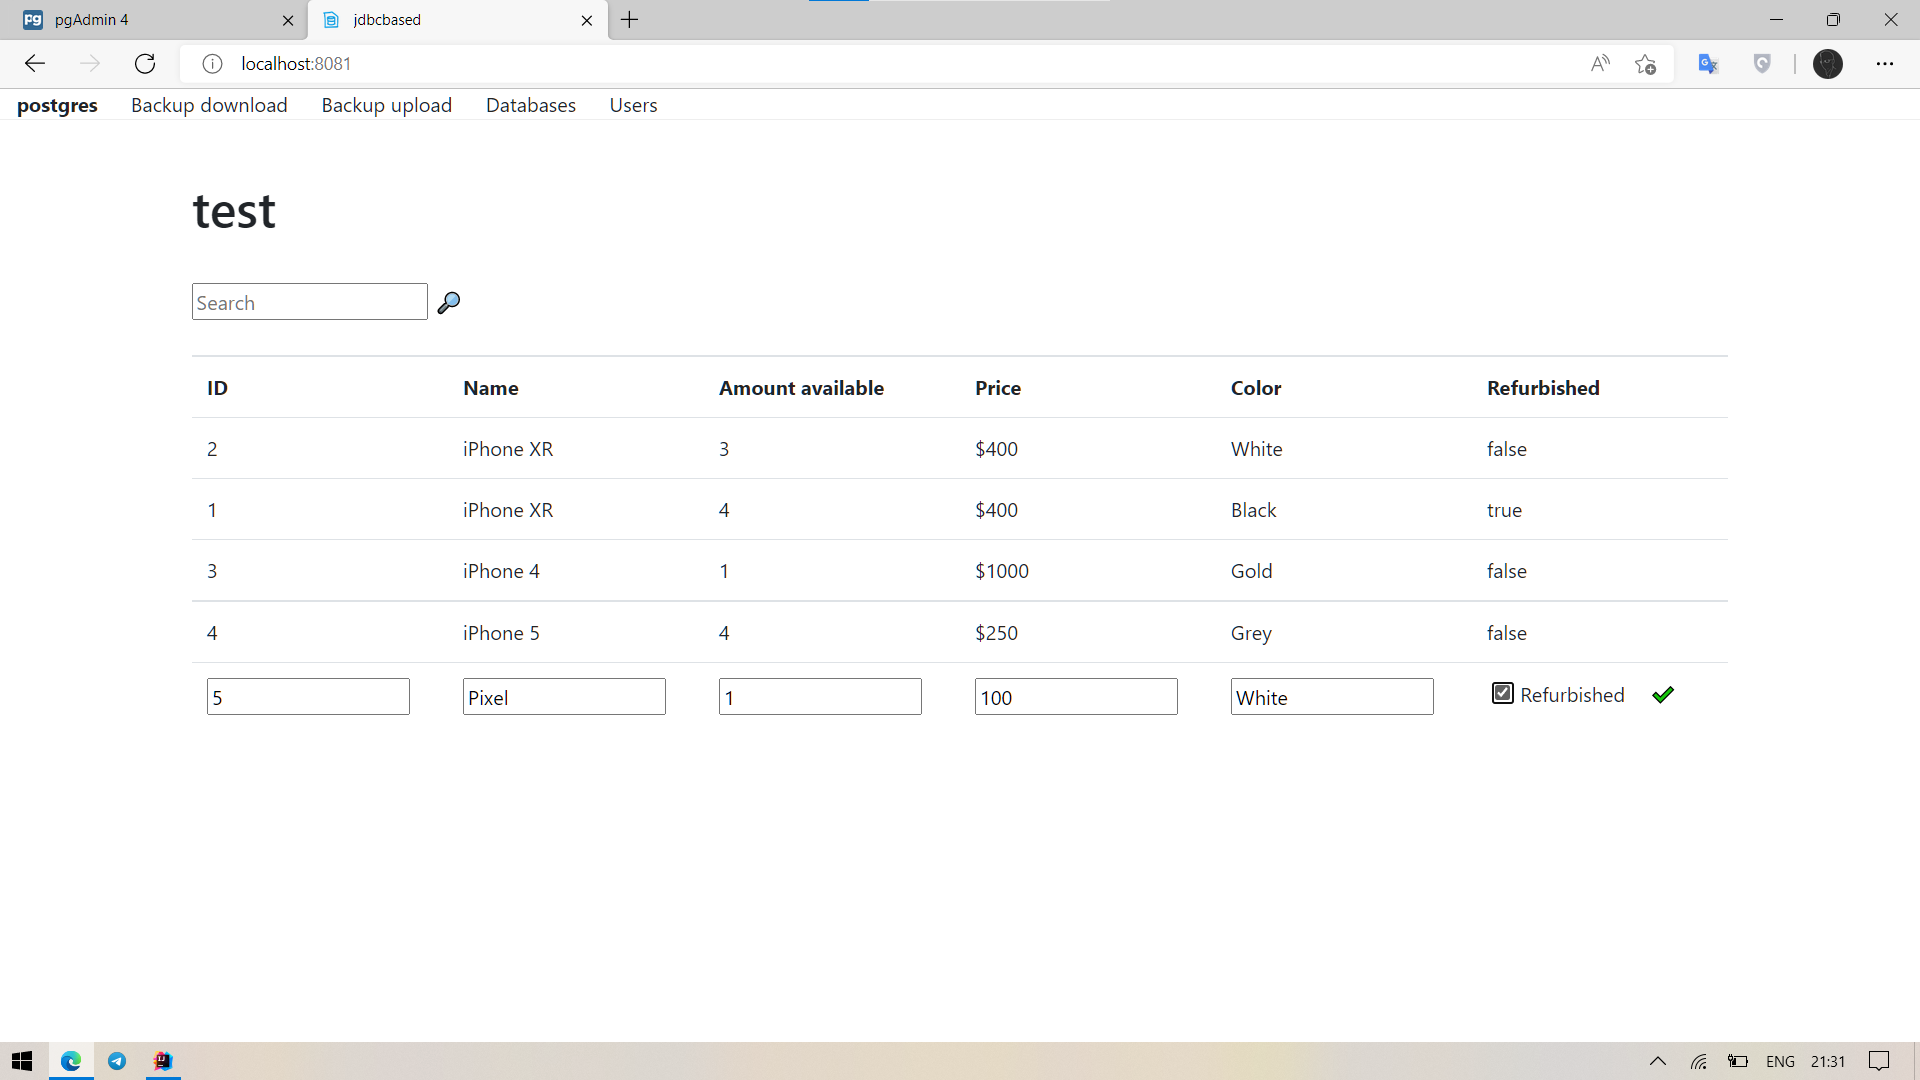 pgAdmin 4
jdbcbased
localhost:8081
postgres Backup download Backup upload Databases Users
test
Search
ID Name Amount available Price Color Refurbished
2 iPhone XR 3 $400 White false
1 iPhone XR 4 $400 Black true
3 iPhone 4 1 $1000 Gold false
4 iPhone 5 4 $250 Grey false
5 Pixel 1 100 White Refurbished
ENG 21:31